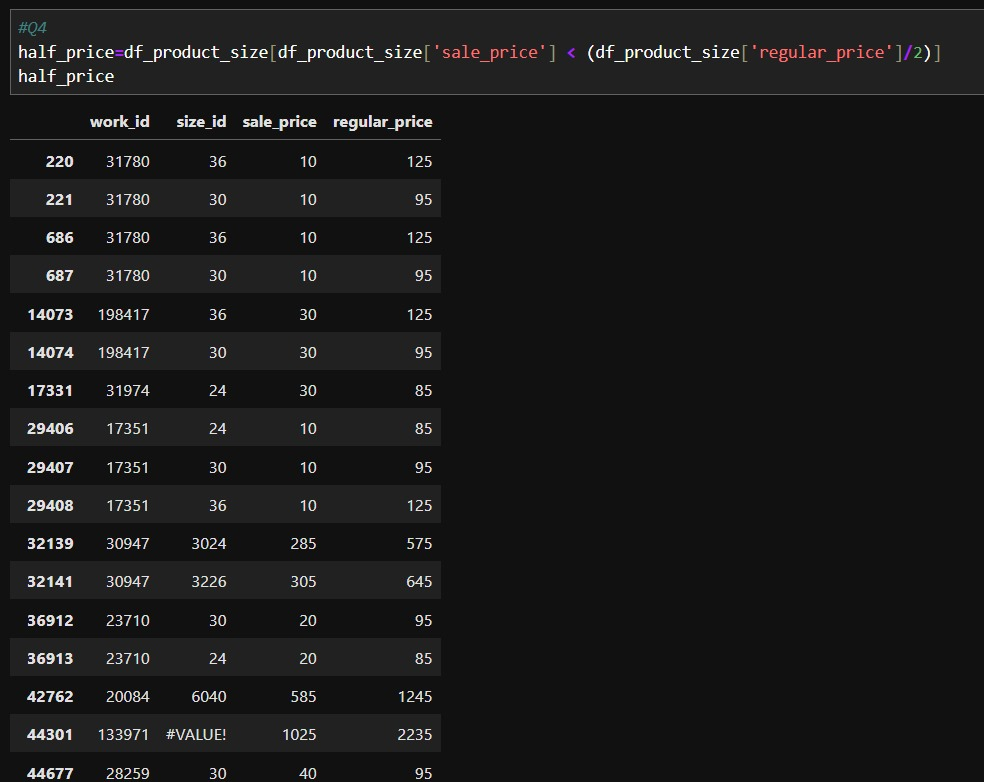 #Q4
half_price=df_product_size[df_product_size['sale_price'] < (df_product_size['regular_price']/2)]
half_price
work_id size_id sale_price regular_price
220 31780 36 10 125
221 31780 30 10 95
686 31780 36 10 125
687 31780 30 10 95
14073 198417 36 30 125
14074 198417 30 30 95
17331 31974 24 30 85
29406 17351 24 10 85
29407 17351 30 10 95
29408 17351 36 10 125
32139 30947 3024 285 575
32141 30947 3226 305 645
36912 23710 30 20 95
36913 23710 24 20 85
42762 20084 6040 585 1245
44301 133971 #VALUE! 1025 2235
44677 28259 30 40 95